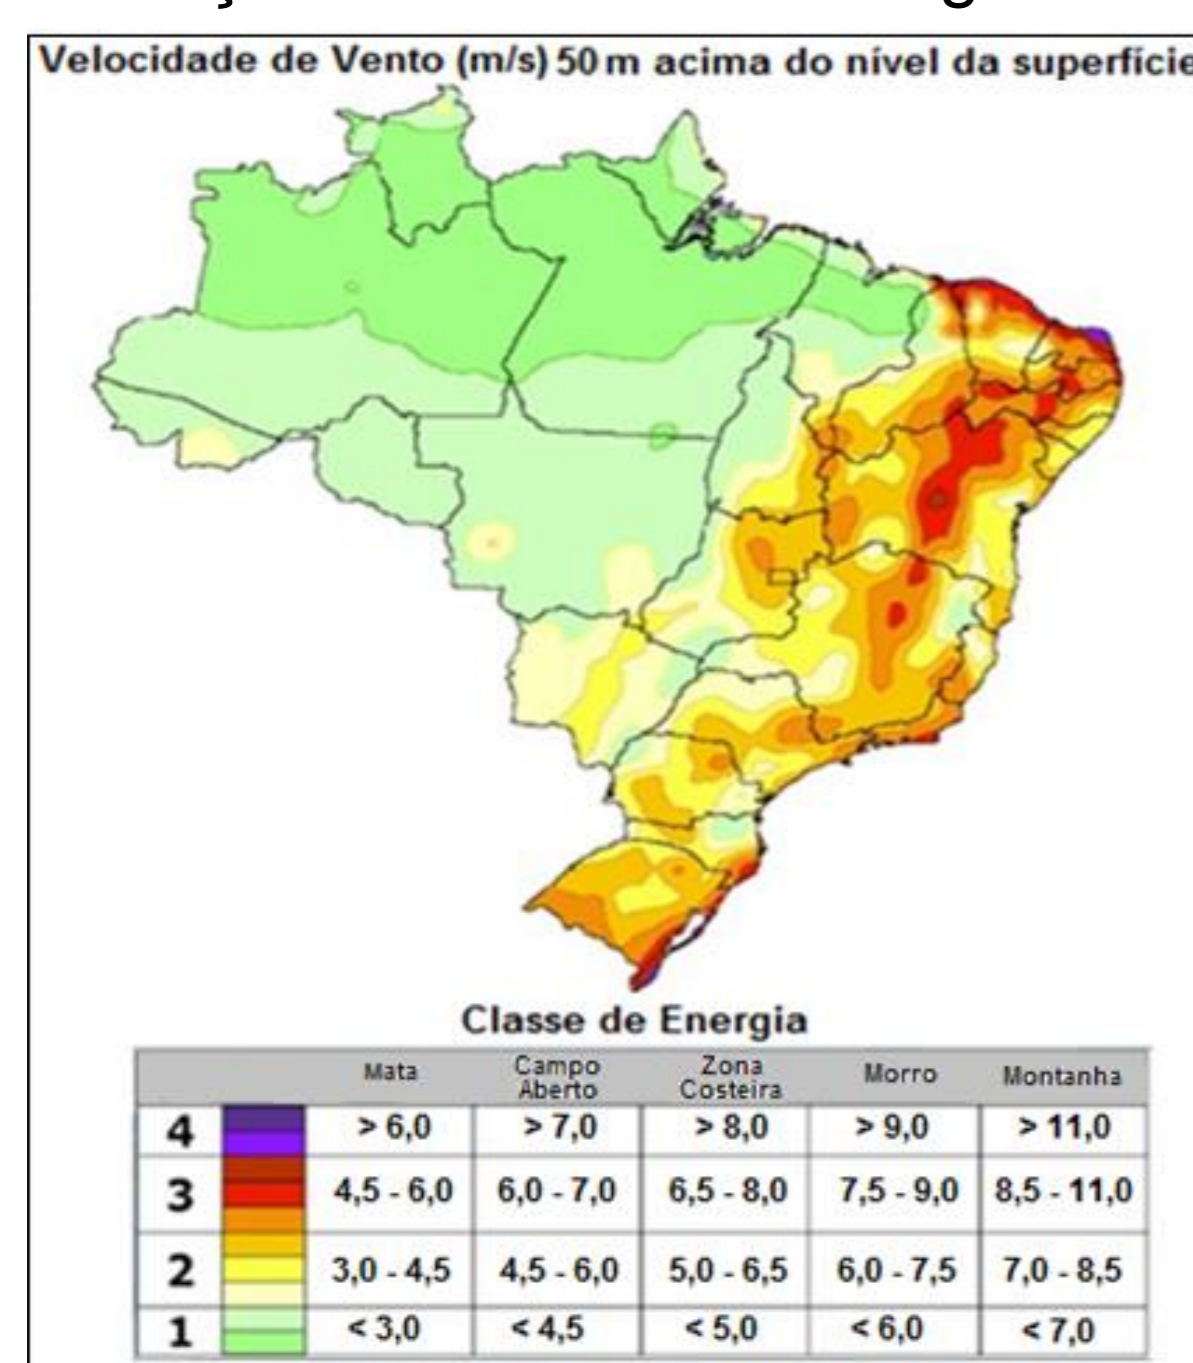 Velocidade de Vento (m/s) 50 m acima do nível da superfície
Classe de Energia
Mata Campo Aberto Zona Costeira Morro Montanha
4 > 6,0 > 7,0 > 8,0 > 9,0 > 11,0
3 4,5 - 6,0 6,0 - 7,0 6,5 - 8,0 7,5 - 9,0 8,5 - 11,0
2 3,0 - 4,5 4,5 - 6,0 5,0 - 6,5 6,0 - 7,5 7,0 - 8,5
1 < 3,0 < 4,5 < 5,0 < 6,0 < 7,0